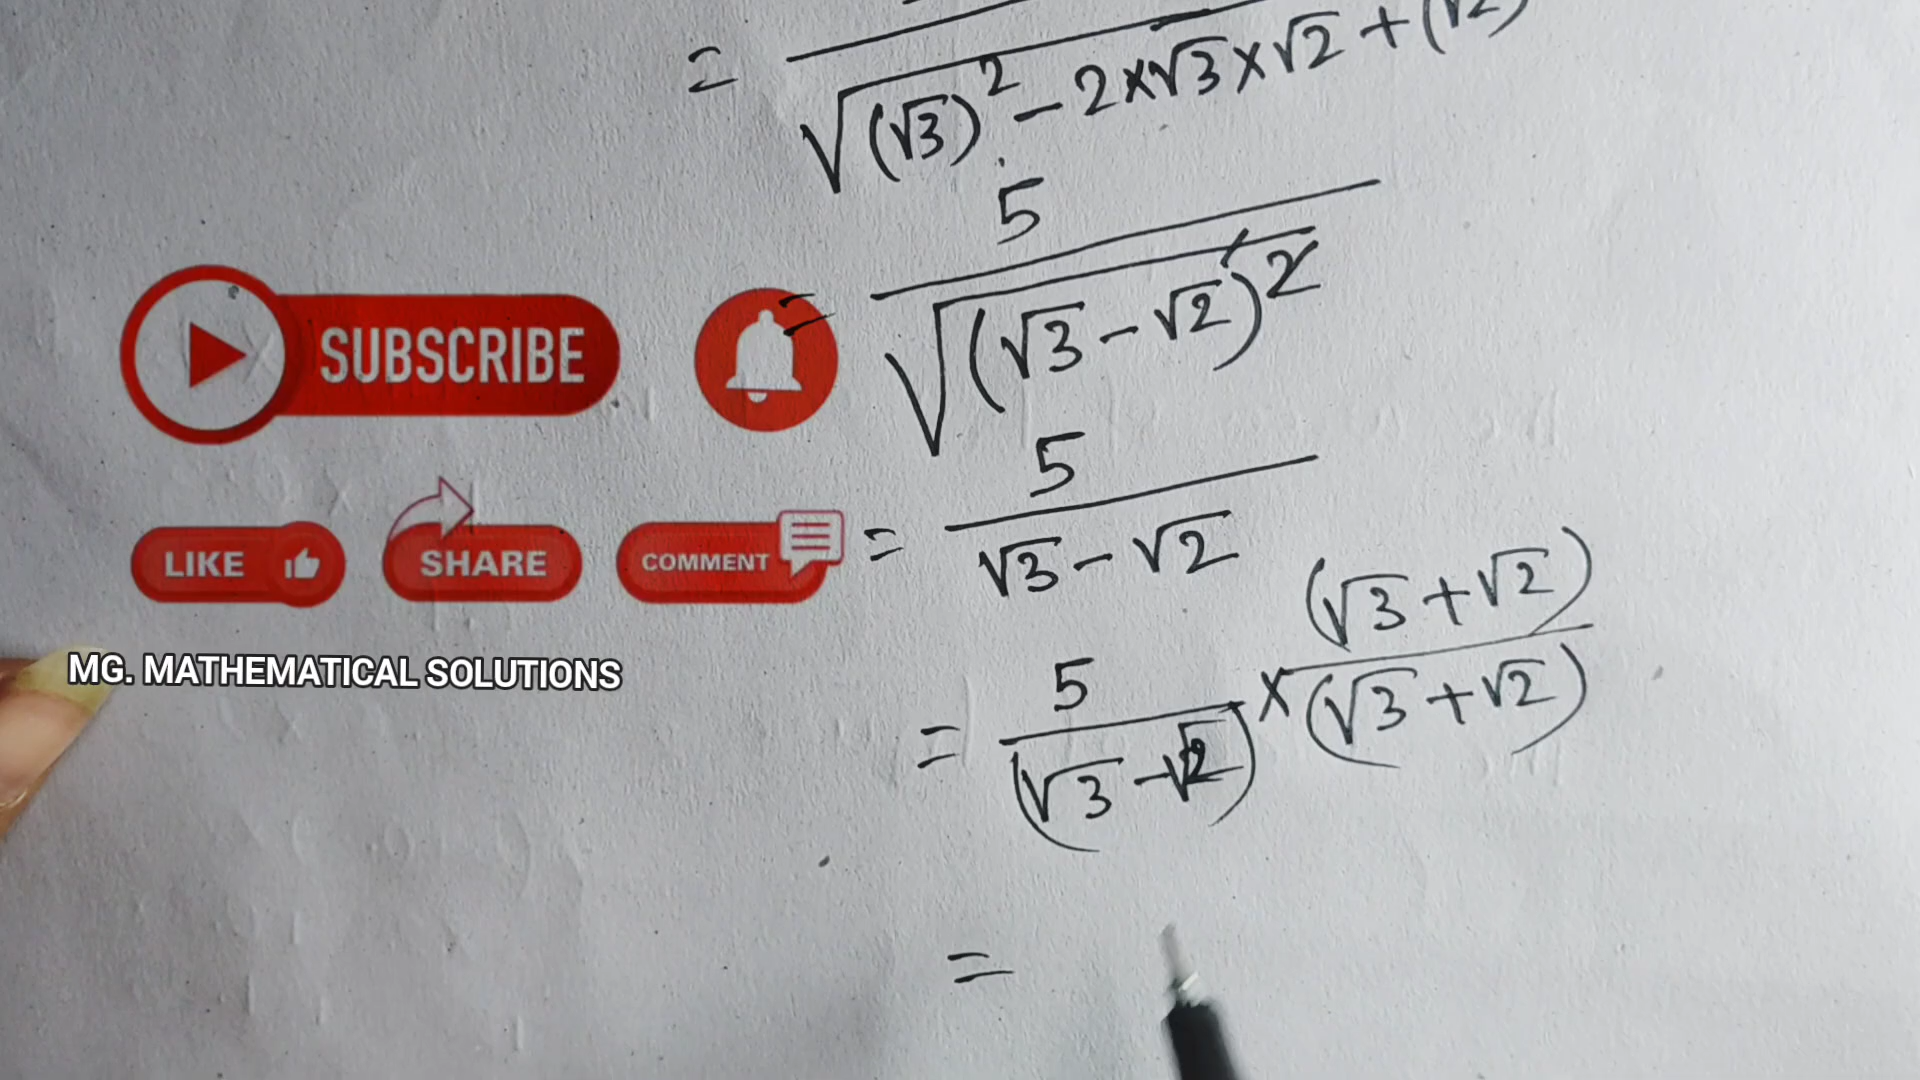 = √(√3)² - 2×√3×√2 + (√2)
5
= √(√3-√2)²
SUBSCRIBE
5
= √3-√2
LIKE SHARE COMMENT
(√3+√2)
MG. MATHEMATICAL SOLUTIONS
= 5/(√3-√2) × (√3+√2)
=